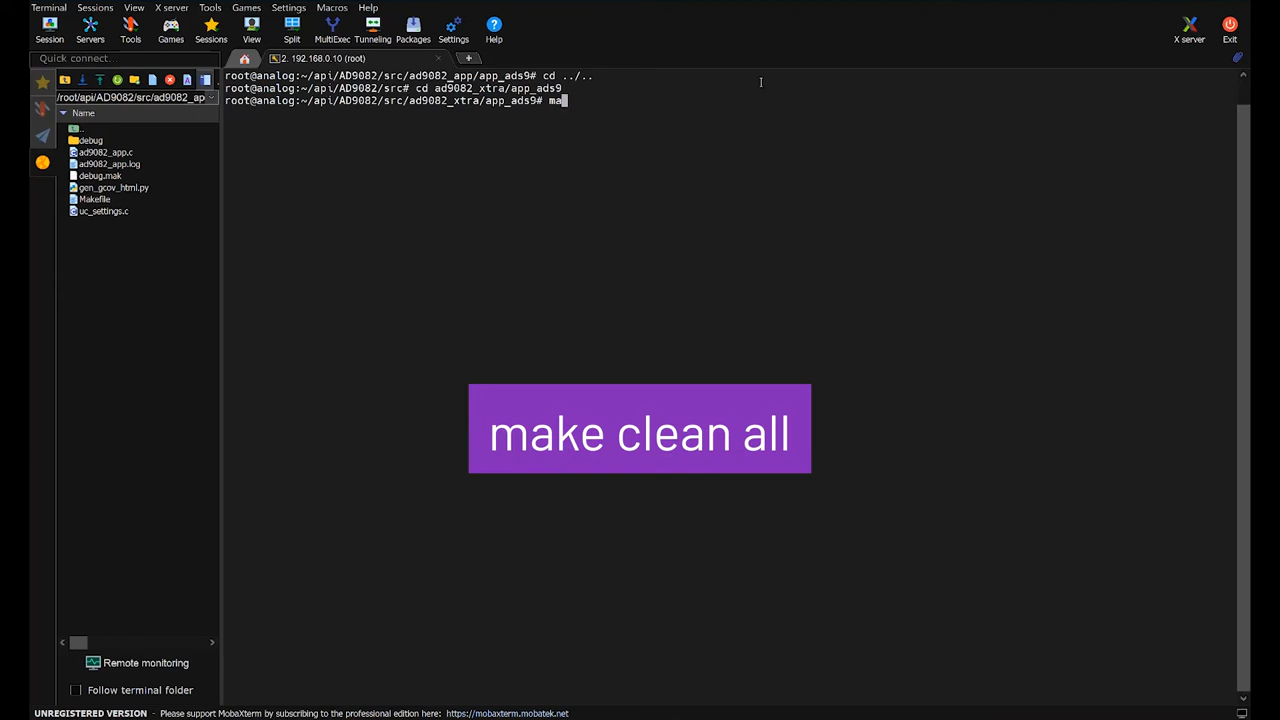 Terminal Sessions View X server Tools Games Settings Macros Help
Session Servers Tools Games Sessions View Split MultiExec Tunneling Packages Settings Help X server Exit
Quick connect...
2. 192.168.0.10 (root)
/root/api/AD9082/src/ad9082_ap
Name
..
debug
ad9082_app.c
ad9082_app.log
debug.mak
gen_gcov_html.py
Makefile
uc_settings.c
root@analog:~/api/AD9082/src/ad9082_app/app_ads9# cd ../..
root@analog:~/api/AD9082/src# cd ad9082_xtra/app_ads9
root@analog:~/api/AD9082/src/ad9082_xtra/app_ads9# ma
make clean all
Remote monitoring
Follow terminal folder
UNREGISTERED VERSION - Please support MobaXterm by subscribing to the professional edition here: https://mobaxterm.mobatek.net